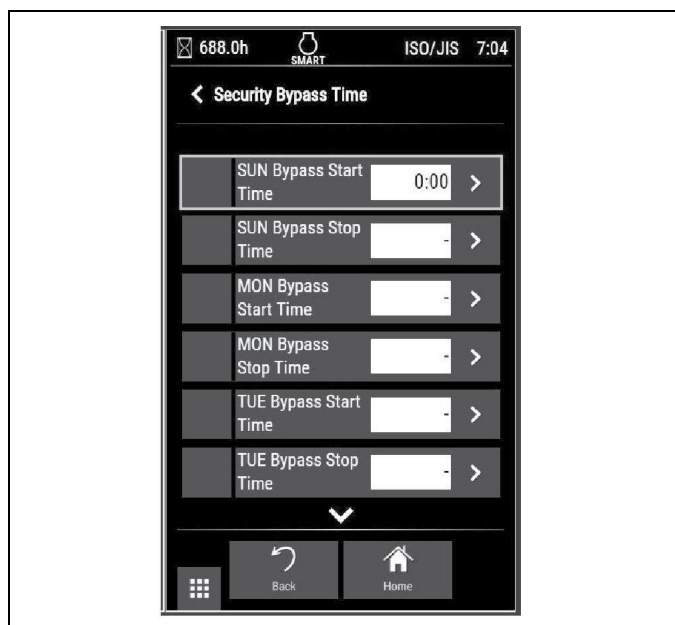 688.0h SMART ISO/JIS 7:04
Security Bypass Time
SUN Bypass Start
Time
0:00
SUN Bypass Stop
Time
-
MON Bypass
Start Time
-
MON Bypass
Stop Time
-
TUE Bypass Start
Time
-
TUE Bypass Stop
Time
-
Back
Home